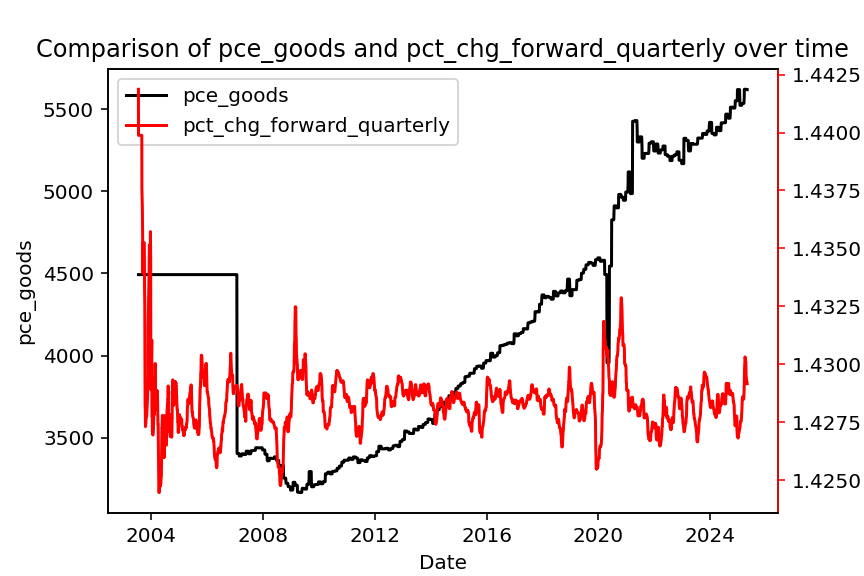 Comparison of pce_goods and pct_chg_forward_quarterly over time
pce_goods
pct_chg_forward_quarterly
pce_goods
5500
5000
4500
4000
3500
1.4425
1.4400
1.4375
1.4350
1.4325
1.4300
1.4275
1.4250
2004 2008 2012 2016 2020 2024
Date